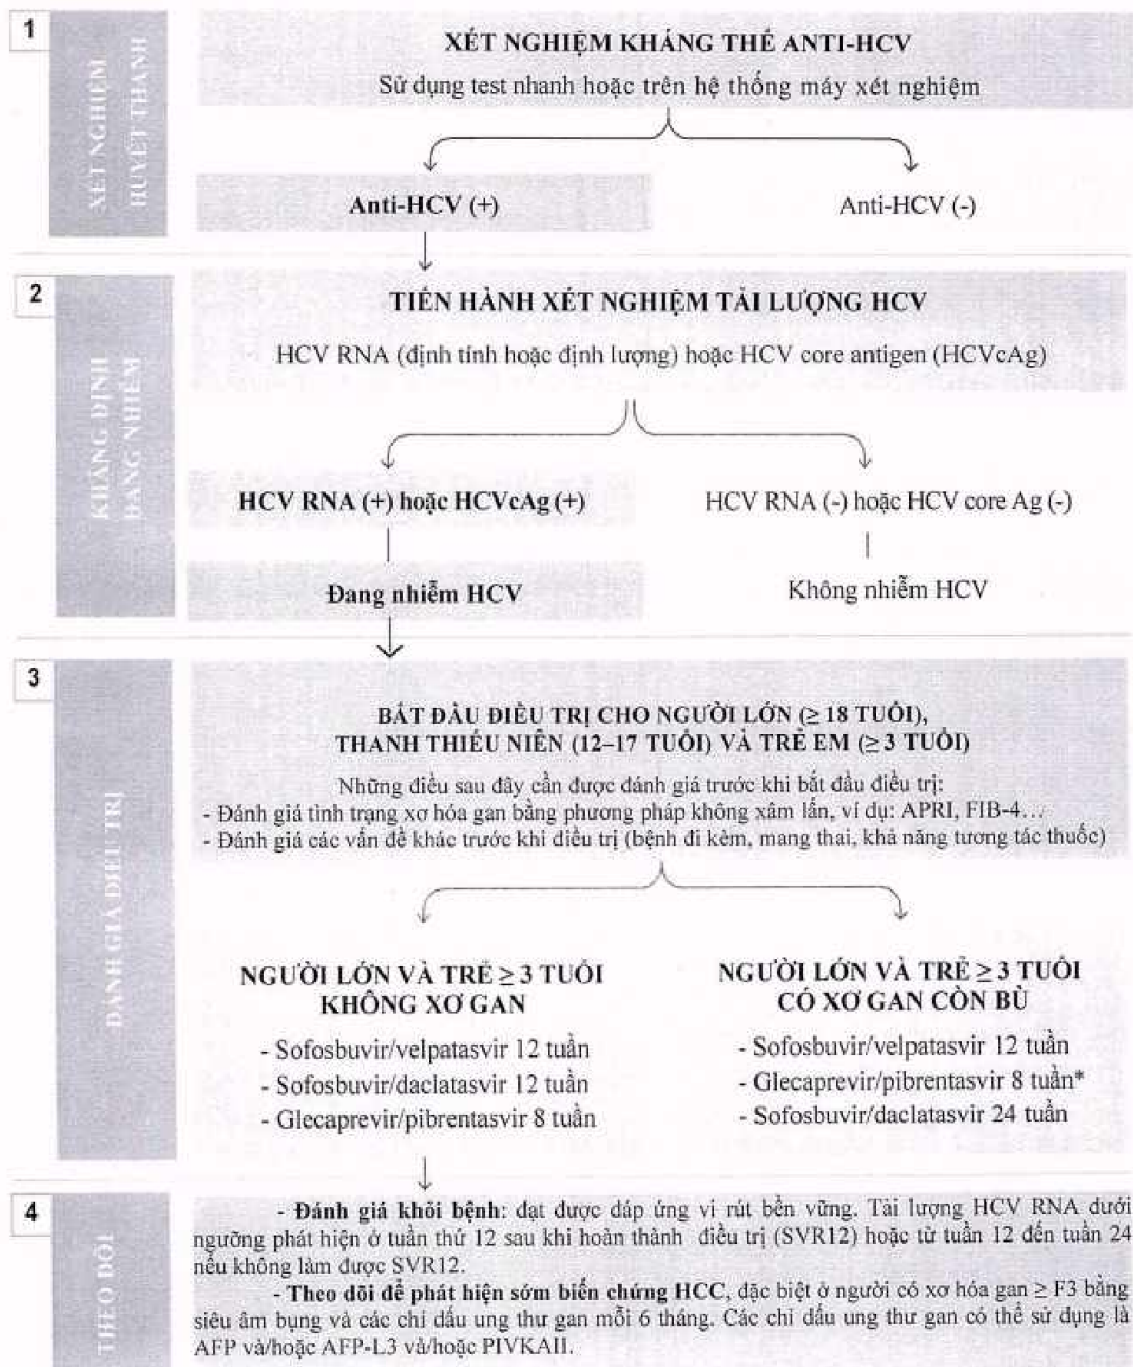 1
XÉT NGHIỆM
HUYẾT THANH
XÉT NGHIỆM KHÁNG THỂ ANTI-HCV
Sử dụng test nhanh hoặc trên hệ thống máy xét nghiệm
Anti-HCV (+)
Anti-HCV (-)
2
KHẲNG ĐỊNH
ĐANG NHIỄM
TIẾN HÀNH XÉT NGHIỆM TẢI LƯỢNG HCV
HCV RNA (định tính hoặc định lượng) hoặc HCV core antigen (HCVcAg)
HCV RNA (+) hoặc HCVcAg (+)
HCV RNA (-) hoặc HCV core Ag (-)
Đang nhiễm HCV
Không nhiễm HCV
3
ĐÁNH GIÁ ĐIỀU TRỊ
BẮT ĐẦU ĐIỀU TRỊ CHO NGƯỜI LỚN (≥ 18 TUỔI),
THANH THIẾU NIÊN (12–17 TUỔI) VÀ TRẺ EM (≥ 3 TUỔI)
Những điều sau đây cần được đánh giá trước khi bắt đầu điều trị:
- Đánh giá tình trạng xơ hóa gan bằng phương pháp không xâm lấn, ví dụ: APRI, FIB-4…
- Đánh giá các vấn đề khác trước khi điều trị (bệnh đi kèm, mang thai, khả năng tương tác thuốc)
NGƯỜI LỚN VÀ TRẺ ≥ 3 TUỔI
KHÔNG XƠ GAN
- Sofosbuvir/velpatasvir 12 tuần
- Sofosbuvir/daclatasvir 12 tuần
- Glecaprevir/pibrentasvir 8 tuần
NGƯỜI LỚN VÀ TRẺ ≥ 3 TUỔI
CÓ XƠ GAN CÒN BÙ
- Sofosbuvir/velpatasvir 12 tuần
- Glecaprevir/pibrentasvir 8 tuần*
- Sofosbuvir/daclatasvir 24 tuần
4
THEO DÕI
- Đánh giá khỏi bệnh: đạt được đáp ứng vi rút bền vững. Tải lượng HCV RNA dưới
ngưỡng phát hiện ở tuần thứ 12 sau khi hoàn thành điều trị (SVR12) hoặc từ tuần 12 đến tuần 24
nếu không làm được SVR12.
- Theo dõi để phát hiện sớm biến chứng HCC, đặc biệt ở người có xơ hóa gan ≥ F3 bằng
siêu âm bụng và các chỉ dấu ung thư gan mỗi 6 tháng. Các chỉ dấu ung thư gan có thể sử dụng là
AFP và/hoặc AFP-L3 và/hoặc PIVKAII.